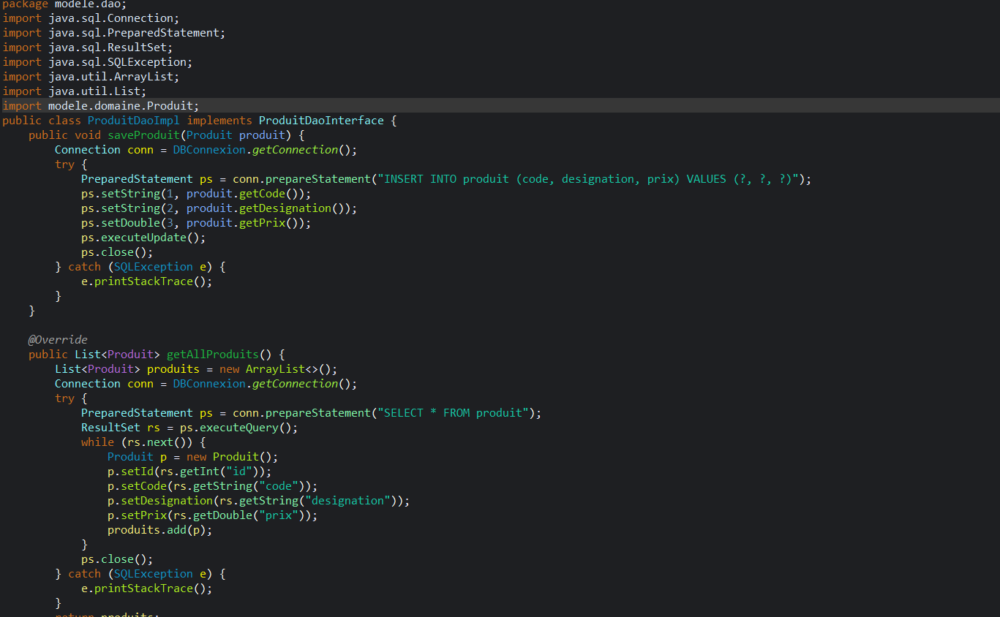 package modele.dao;
import java.sql.Connection;
import java.sql.PreparedStatement;
import java.sql.ResultSet;
import java.sql.SQLException;
import java.util.ArrayList;
import java.util.List;
import modele.domaine.Produit;
public class ProduitDaoImpl implements ProduitDaoInterface {
    public void saveProduit(Produit produit) {
        Connection conn = DBConnexion.getConnection();
        try {
            PreparedStatement ps = conn.prepareStatement("INSERT INTO produit (code, designation, prix) VALUES (?, ?, ?)");
            ps.setString(1, produit.getCode());
            ps.setString(2, produit.getDesignation());
            ps.setDouble(3, produit.getPrix());
            ps.executeUpdate();
            ps.close();
        } catch (SQLException e) {
            e.printStackTrace();
        }
    }

    @Override
    public List<Produit> getAllProduits() {
        List<Produit> produits = new ArrayList<>();
        Connection conn = DBConnexion.getConnection();
        try {
            PreparedStatement ps = conn.prepareStatement("SELECT * FROM produit");
            ResultSet rs = ps.executeQuery();
            while (rs.next()) {
                Produit p = new Produit();
                p.setId(rs.getInt("id"));
                p.setCode(rs.getString("code"));
                p.setDesignation(rs.getString("designation"));
                p.setPrix(rs.getDouble("prix"));
                produits.add(p);
            }
            ps.close();
        } catch (SQLException e) {
            e.printStackTrace();
        }
        return produits;